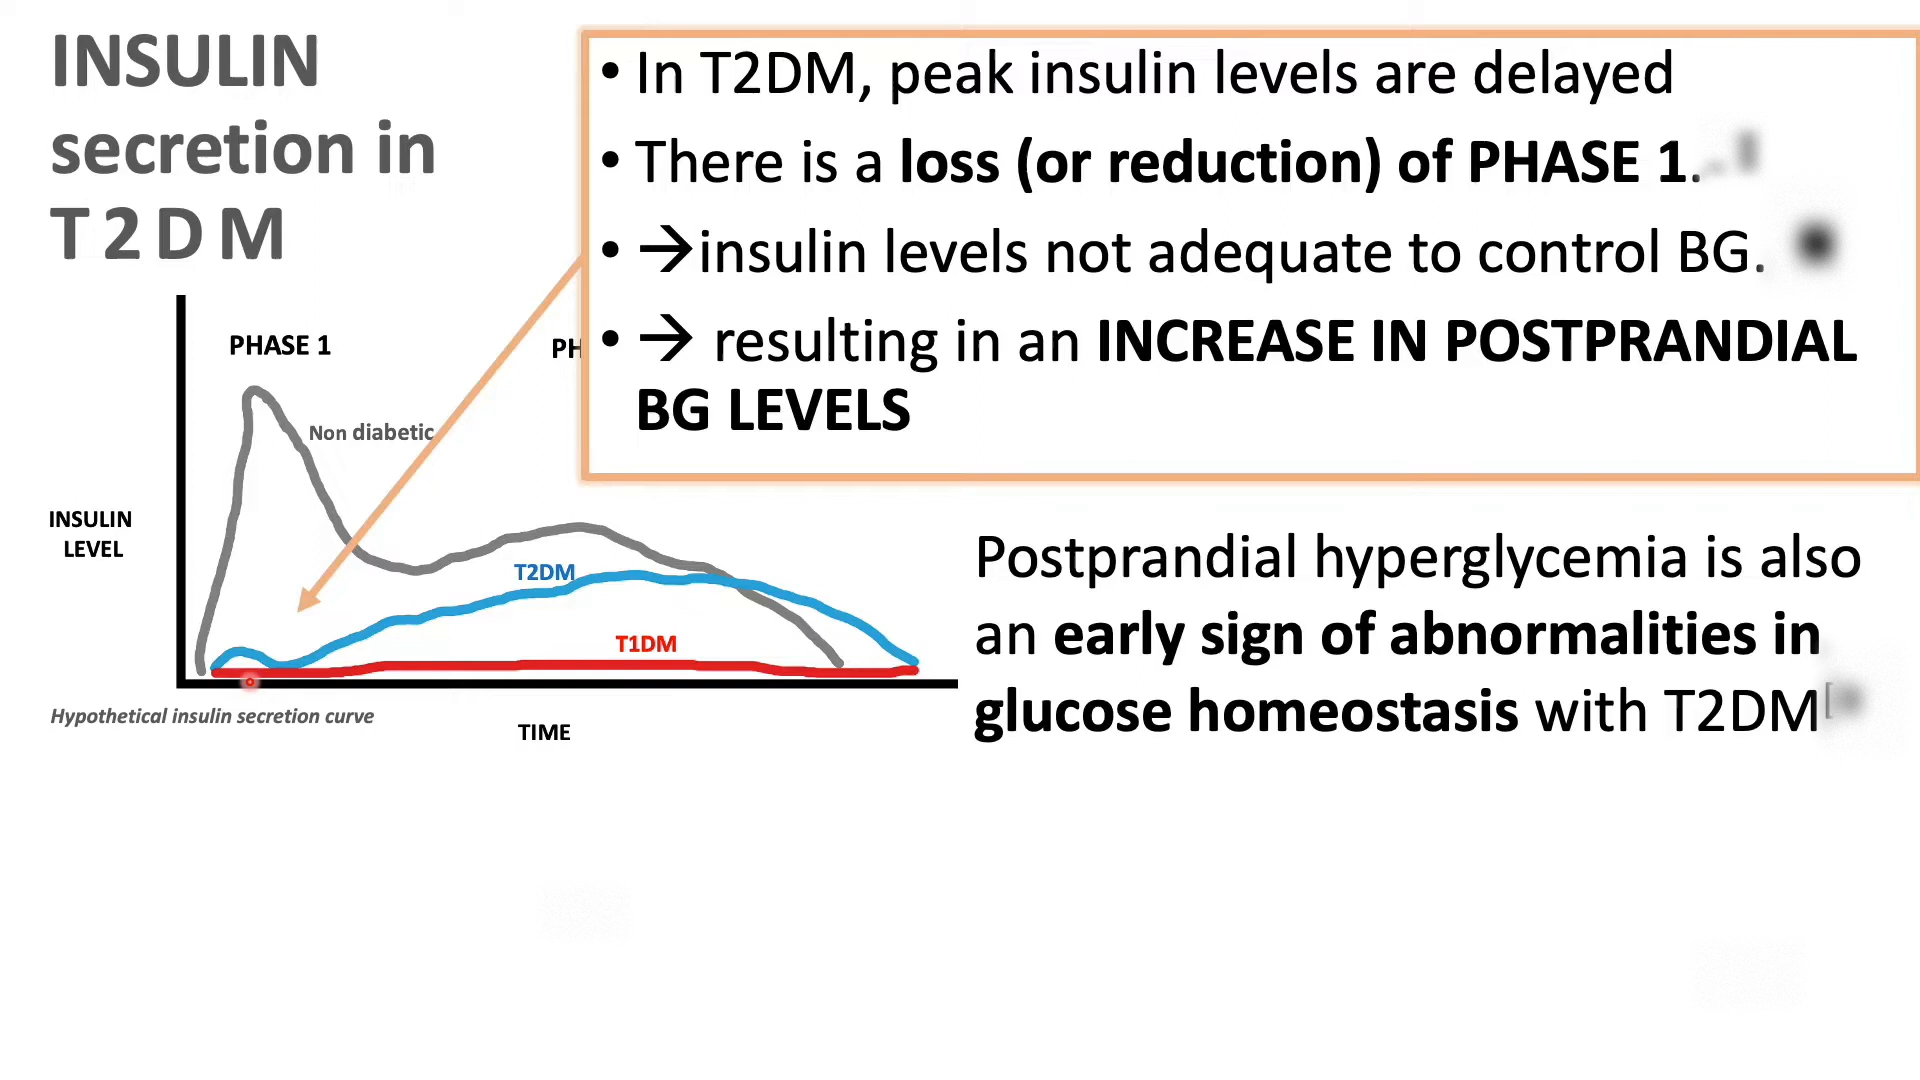 INSULIN
secretion in
T2DM
• In T2DM, peak insulin levels are delayed
• There is a loss (or reduction) of PHASE 1.
• →insulin levels not adequate to control BG.
• → resulting in an INCREASE IN POSTPRANDIAL
BG LEVELS
PHASE 1
PH
Non diabetic
INSULIN
LEVEL
T2DM
T1DM
Hypothetical insulin secretion curve
TIME
Postprandial hyperglycemia is also
an early sign of abnormalities in
glucose homeostasis with T2DM